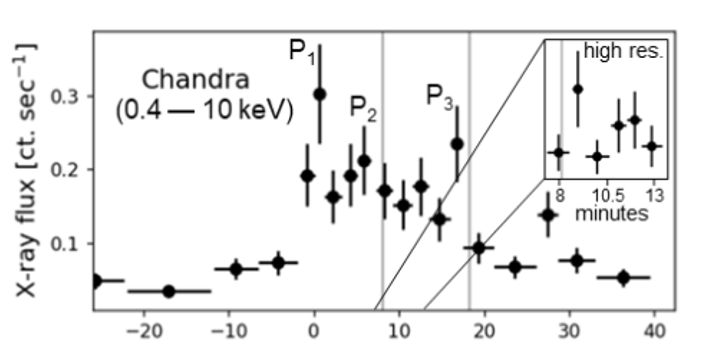 X-ray flux [ct. sec⁻¹]
Chandra
(0.4 — 10 keV)
P₁
P₂
P₃
high res.
8 10.5 13
minutes
0.3
0.2
0.1
−20 −10 0 10 20 30 40